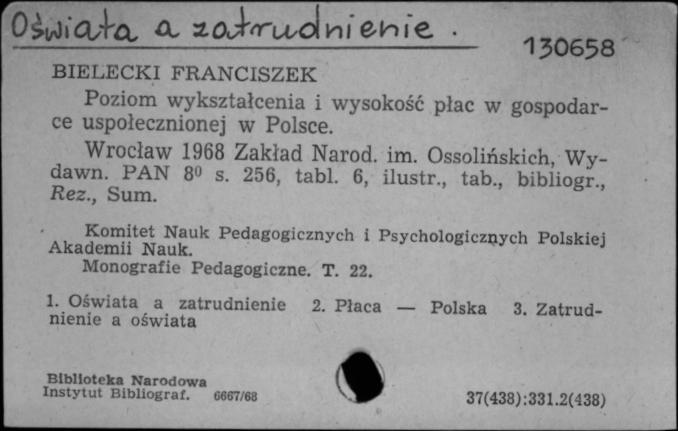 Oświata a zatrudnienie.
130658
BIELECKI FRANCISZEK
Poziom wykształcenia i wysokość płac w gospodar-
ce uspołecznionej w Polsce.
Wrocław 1968 Zakład Narod. im. Ossolińskich, Wy-
dawn. PAN 8⁰ s. 256, tabl. 6, ilustr., tab., bibliogr.,
Rez., Sum.
Komitet Nauk Pedagogicznych i Psychologicznych Polskiej
Akademii Nauk.
Monografie Pedagogiczne. T. 22.
1. Oświata a zatrudnienie 2. Płaca — Polska 3. Zatrud-
nienie a oświata
Biblioteka Narodowa
Instytut Bibliograf. 6667/68
37(438):331.2(438)